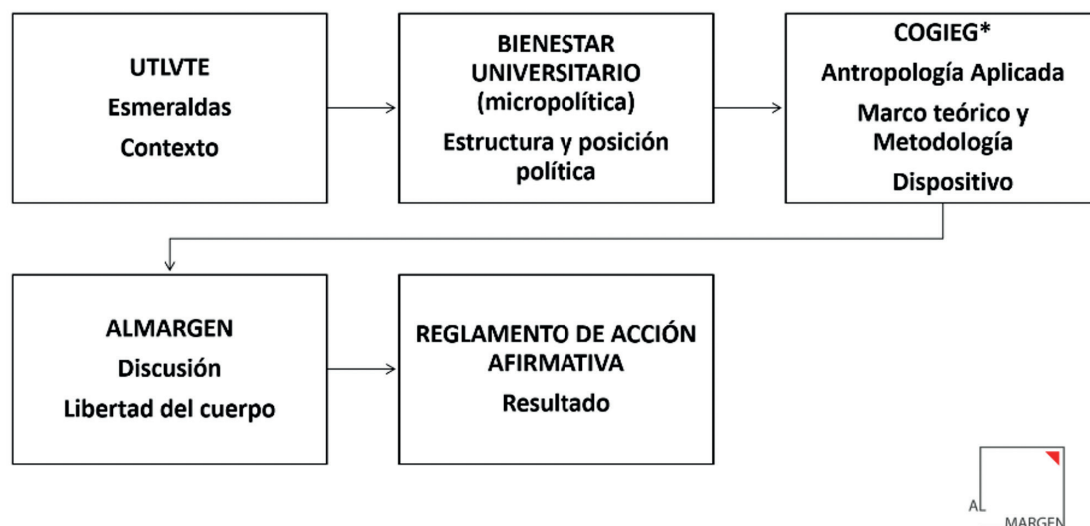 UTLVTE
Esmeraldas
Contexto
BIENESTAR
UNIVERSITARIO
(micropolítica)
Estructura y posición
política
COGIEG*
Antropología Aplicada
Marco teórico y
Metodología
Dispositivo
ALMARGEN
Discusión
Libertad del cuerpo
REGLAMENTO DE ACCIÓN
AFIRMATIVA
Resultado
AL
MARGEN